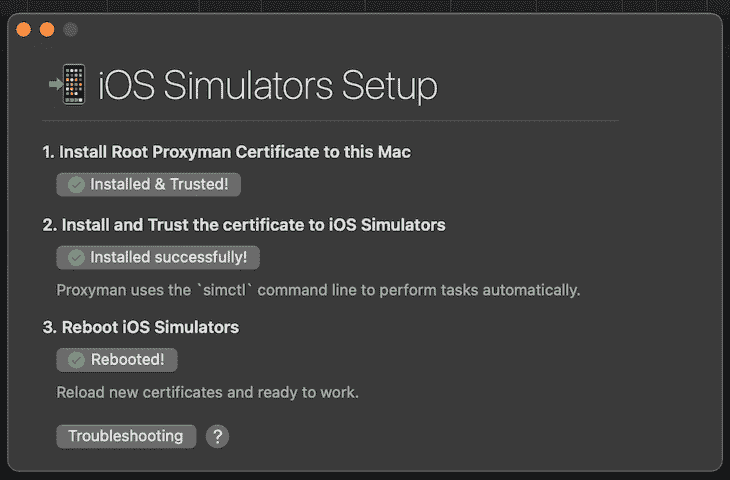 iOS Simulators Setup
1. Install Root Proxyman Certificate to this Mac
Installed & Trusted!
2. Install and Trust the certificate to iOS Simulators
Installed successfully!
Proxyman uses the `simctl` command line to perform tasks automatically.
3. Reboot iOS Simulators
Rebooted!
Reload new certificates and ready to work.
Troubleshooting ?